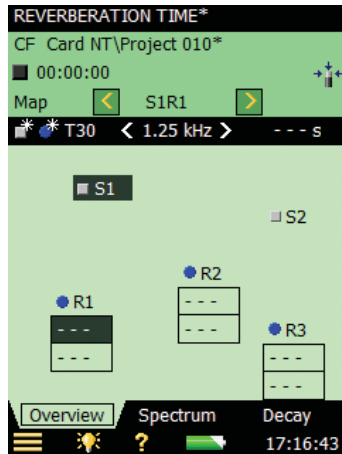 REVERBERATION TIME*
CF Card NT\Project 010*
00:00:00
Map < S1R1 >
T30 < 1.25 kHz > - - - s
S1
S2
R2
- - -
- - -
R1
- - -
- - -
R3
- - -
- - -
Overview Spectrum Decay
? 17:16:43